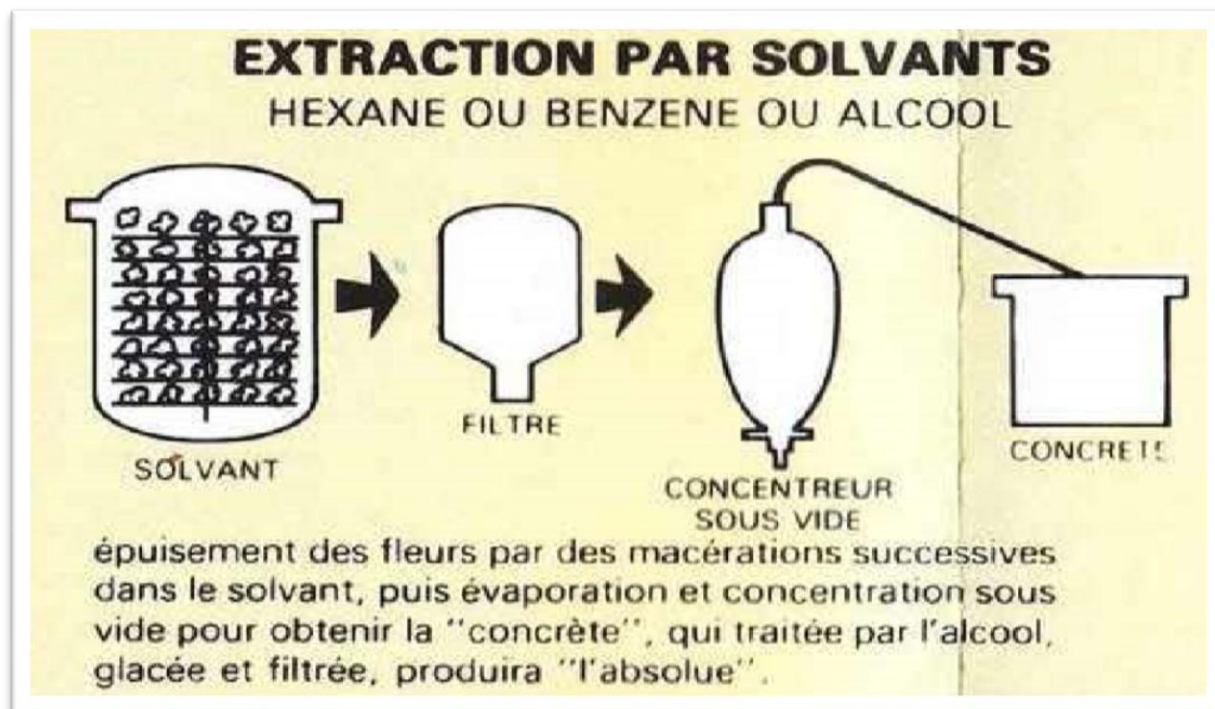 EXTRACTION PAR SOLVANTS
HEXANE OU BENZENE OU ALCOOL
SOLVANT
FILTRE
CONCENTREUR
SOUS VIDE
CONCRETE
épuisement des fleurs par des macérations successives
dans le solvant, puis évaporation et concentration sous
vide pour obtenir la "concrète", qui traitée par l'alcool,
glacée et filtrée, produira "l'absolue".